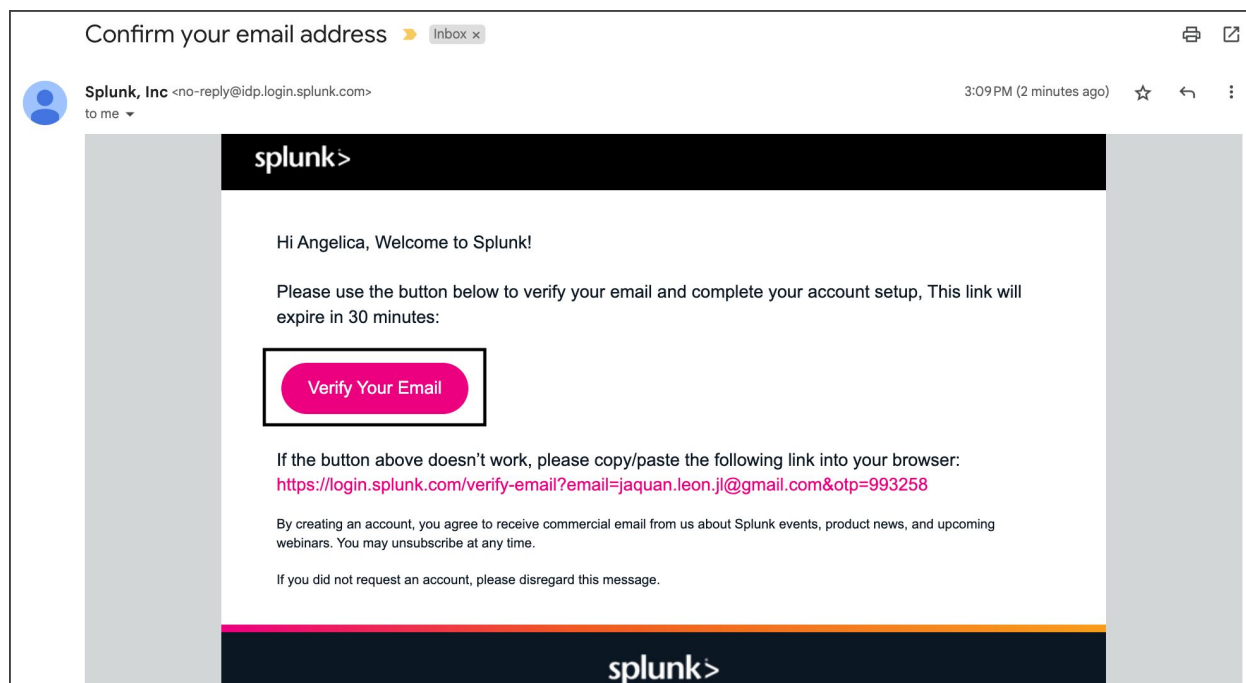 Confirm your email address Inbox x
Splunk, Inc <no-reply@idp.login.splunk.com> 3:09 PM (2 minutes ago)
to me
splunk>
Hi Angelica, Welcome to Splunk!
Please use the button below to verify your email and complete your account setup, This link will
expire in 30 minutes:
Verify Your Email
If the button above doesn't work, please copy/paste the following link into your browser:
https://login.splunk.com/verify-email?email=jaquan.leon.jl@gmail.com&otp=993258
By creating an account, you agree to receive commercial email from us about Splunk events, product news, and upcoming
webinars. You may unsubscribe at any time.
If you did not request an account, please disregard this message.
splunk>